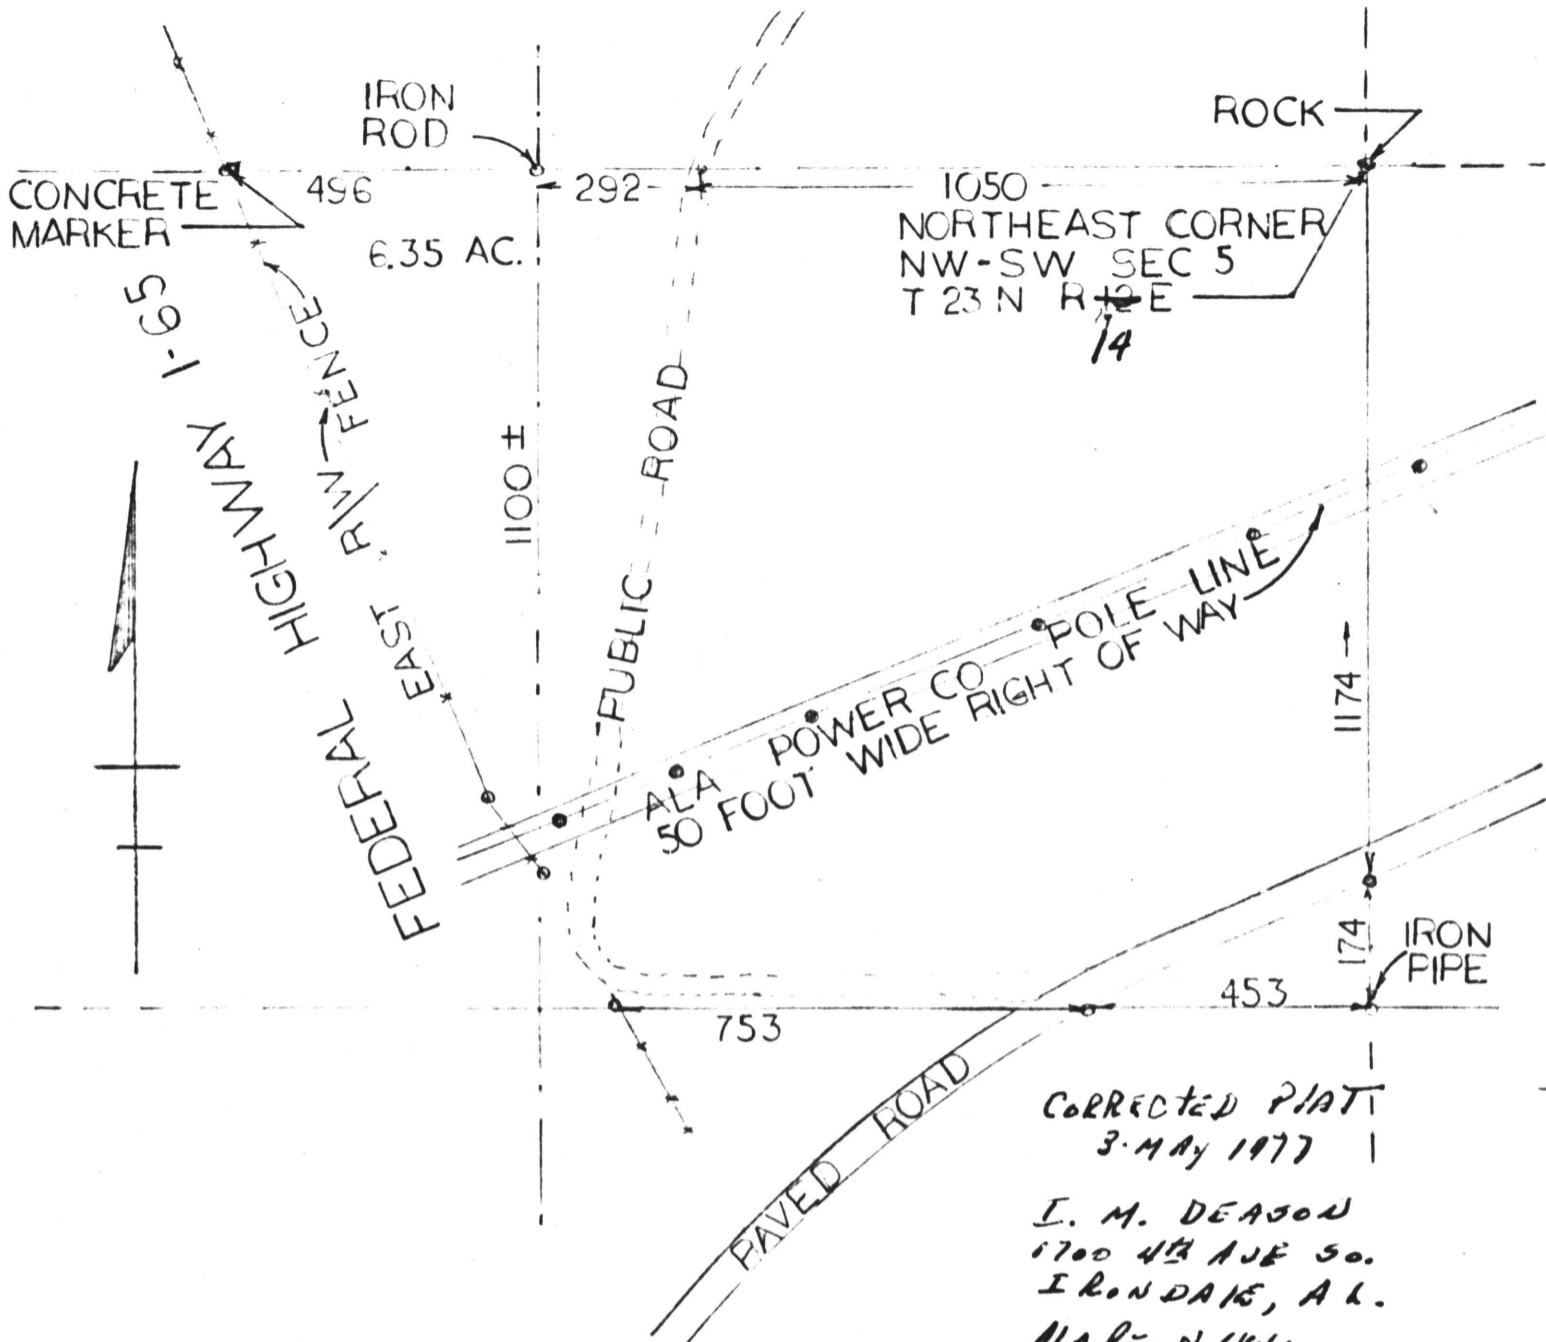 IRON
ROD
ROCK
CONCRETE
MARKER
496
292
1050
6.35 AC.
NORTHEAST CORNER
NW-SW SEC 5
T 23 N R 12 E
14
FEDERAL HIGHWAY I-65
EAST R/W FENCE
1100 ±
PUBLIC ROAD
ALA POWER CO POLE LINE
50 FOOT WIDE RIGHT OF WAY
1174
174
IRON
PIPE
753
453
PAVED ROAD
CORRECTED PLAT
3 MAY 1977
I. M. DEASON
1700 4th AVE So.
IRONDALE, AL.